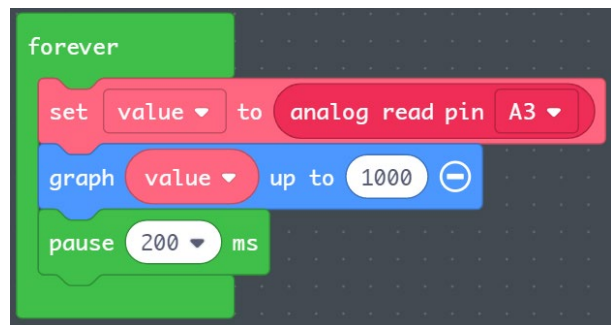 forever
set value to analog read pin A3
graph value up to 1000
pause 200 ms